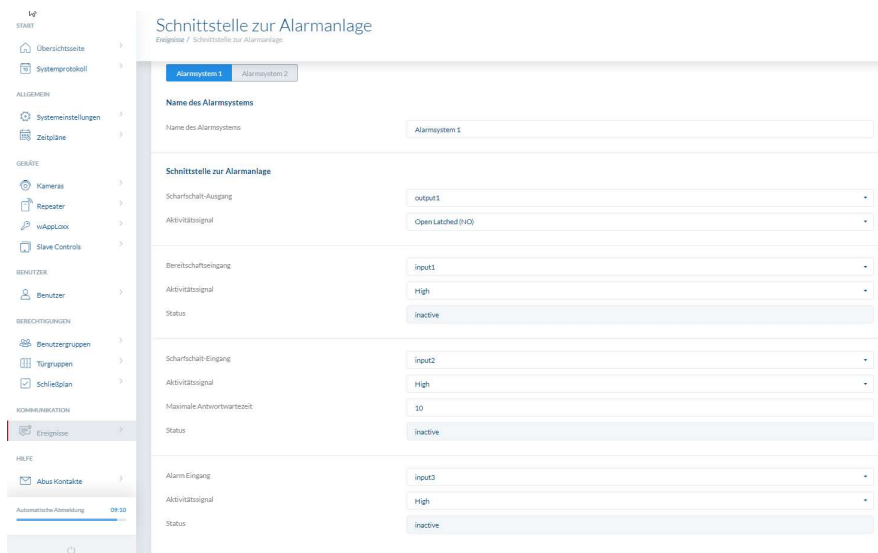 START
Übersichtsseite
Systemprotokoll
ALLGEMEIN
Systemeinstellungen
Zeitpläne
GERÄTE
Kameras
Repeater
wAppLoxx
Slave Controls
BENUTZER
Benutzer
BERECHTIGUNGEN
Benutzergruppen
Türgruppen
Schließplan
KOMMUNIKATION
Ereignisse
HILFE
Abus Kontakte
Automatische Abmeldung 09:10
Schnittstelle zur Alarmanlage
Ereignisse / Schnittstelle zur Alarmanlage
Alarmsystem 1 Alarmsystem 2
Name des Alarmsystems
Name des Alarmsystems Alarmsystem 1
Schnittstelle zur Alarmanlage
Scharfschalt-Ausgang output1
Aktivitätssignal Open Latched (NO)
Bereitschaftseingang input1
Aktivitätssignal High
Status inactive
Scharfschalt-Eingang input2
Aktivitätssignal High
Maximale Antwortwartezeit 10
Status inactive
Alarm Eingang input3
Aktivitätssignal High
Status inactive